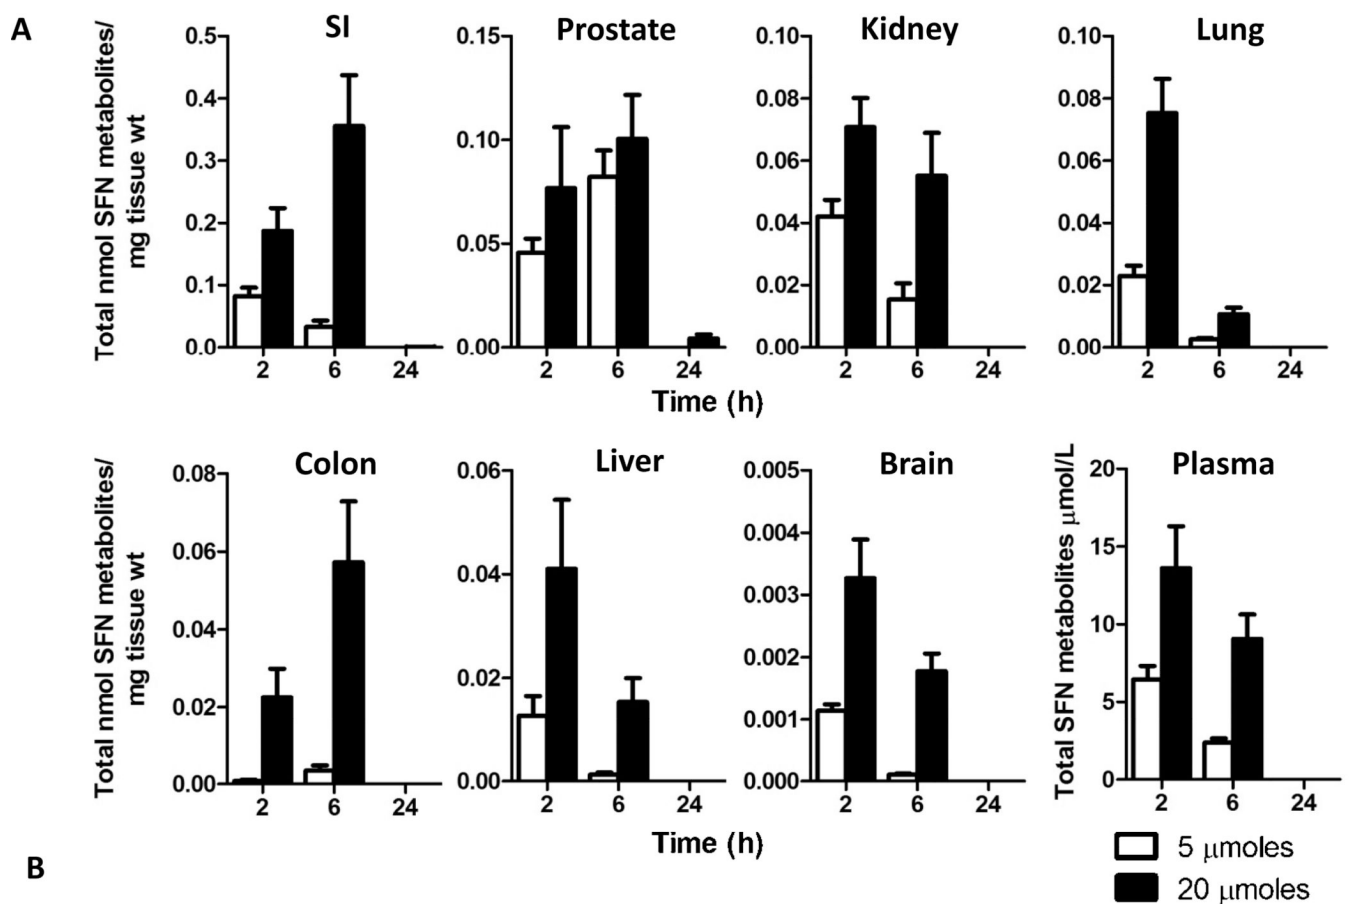 A
SI
Prostate
Kidney
Lung
Total nmol SFN metabolites/
mg tissue wt
0.5
0.4
0.3
0.2
0.1
0.0
2 6 24
0.15
0.10
0.05
0.00
2 6 24
0.10
0.08
0.06
0.04
0.02
0.00
2 6 24
0.10
0.08
0.06
0.04
0.02
0.00
2 6 24
Time (h)
Colon
Liver
Brain
Plasma
Total nmol SFN metabolites/
mg tissue wt
0.08
0.06
0.04
0.02
0.00
2 6 24
0.06
0.04
0.02
0.00
2 6 24
0.005
0.004
0.003
0.002
0.001
0.000
2 6 24
Total SFN metabolites μmol/L
20
15
10
5
0
2 6 24
Time (h)
5 μmoles
20 μmoles
B